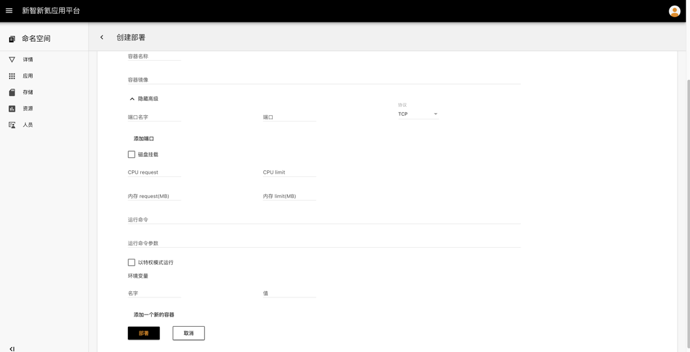 新智新氦应用平台
命名空间
创建部署
详情
应用
存储
资源
人员
容器名称
容器镜像
隐藏高级
端口名字
端口
TCP
添加端口
磁盘挂载
CPU request
CPU limit
内存 request(MB)
内存 limit(MB)
运行命令
运行命令参数
以特权模式运行
环境变量
名字
值
添加一个新的容器
部署
取消